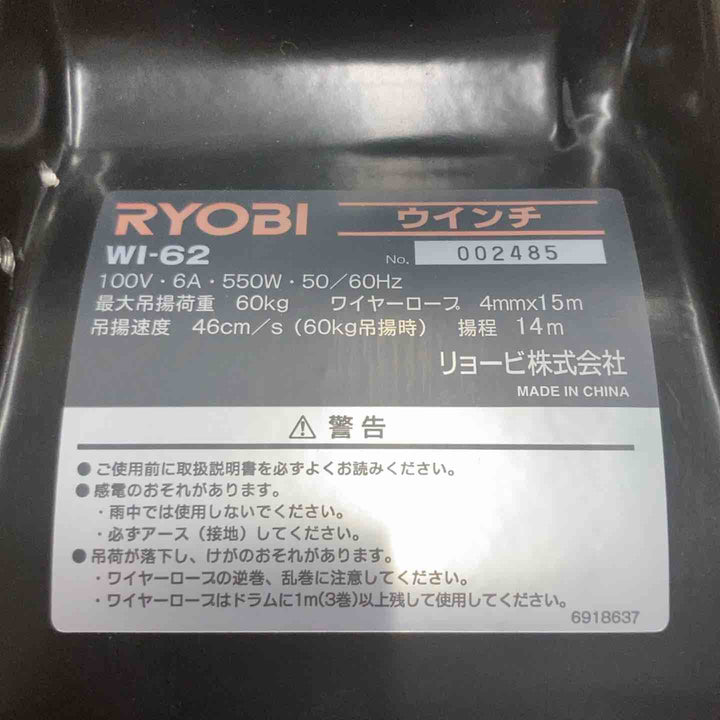 RYOBI ウインチ
WI-62 No. 002485
100V・6A・550W・50／60Hz
最大吊揚荷重 60kg ワイヤーロープ 4mmx15m
吊揚速度 46cm／s（60kg吊揚時） 揚程 14m
リョービ株式会社
MADE IN CHINA
⚠ 警告
●ご使用前に取扱説明書を必ずよくお読みください。
●感電のおそれがあります。
・雨中では使用しないでください。
・必ずアース（接地）してください。
●吊荷が落下し、けがのおそれがあります。
・ワイヤーロープの逆巻、乱巻に注意してください。
・ワイヤーロープはドラムに1m(3巻)以上残して使用してください。
6918637